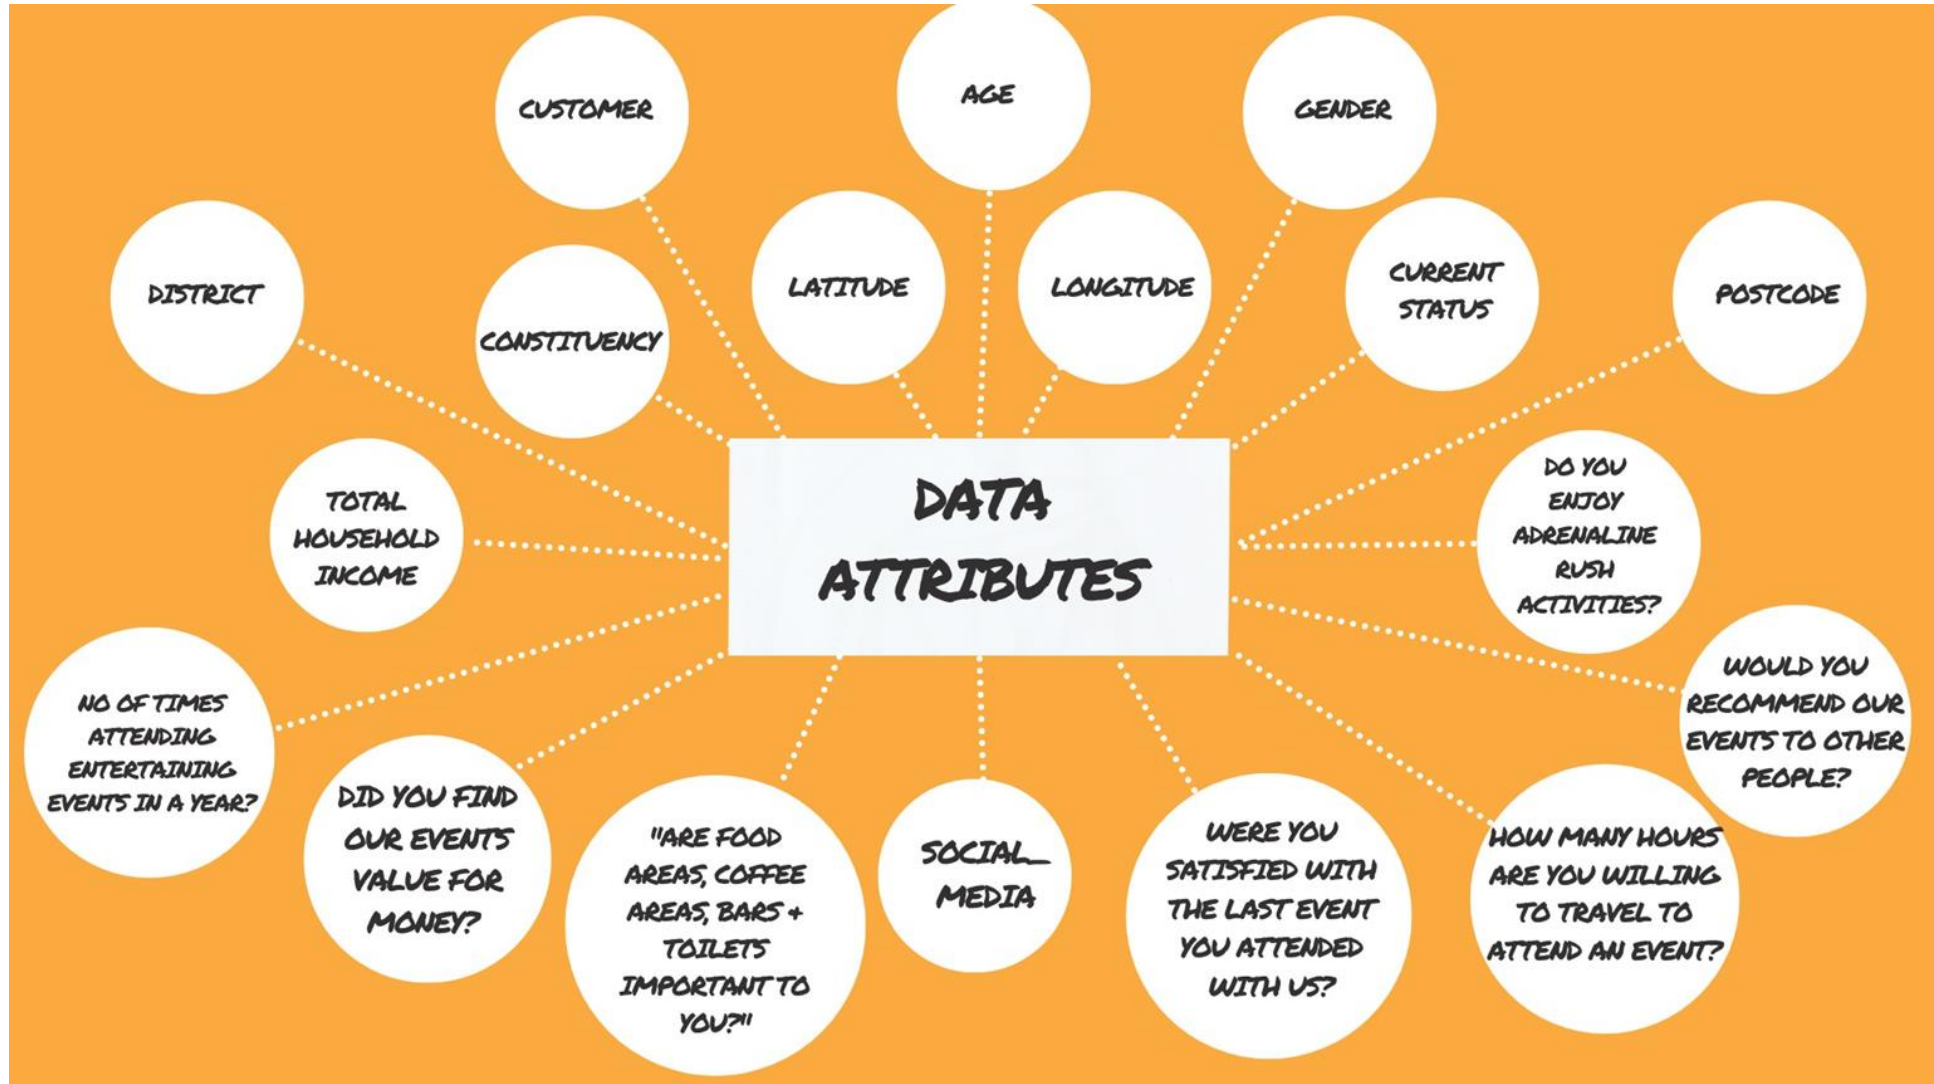 CUSTOMER
AGE
GENDER
DISTRICT
CONSTITUENCY
LATITUDE
LONGITUDE
CURRENT
STATUS
POSTCODE
DATA
ATTRIBUTES
TOTAL
HOUSEHOLD
INCOME
DO YOU
ENJOY
ADRENALINE
RUSH
ACTIVITIES?
NO OF TIMES
ATTENDING
ENTERTAINING
EVENTS IN A YEAR?
DID YOU FIND
OUR EVENTS
VALUE FOR
MONEY?
"ARE FOOD
AREAS, COFFEE
AREAS, BARS +
TOILETS
IMPORTANT TO
YOU?"
SOCIAL_
MEDIA
WERE YOU
SATISFIED WITH
THE LAST EVENT
YOU ATTENDED
WITH US?
HOW MANY HOURS
ARE YOU WILLING
TO TRAVEL TO
ATTEND AN EVENT?
WOULD YOU
RECOMMEND OUR
EVENTS TO OTHER
PEOPLE?